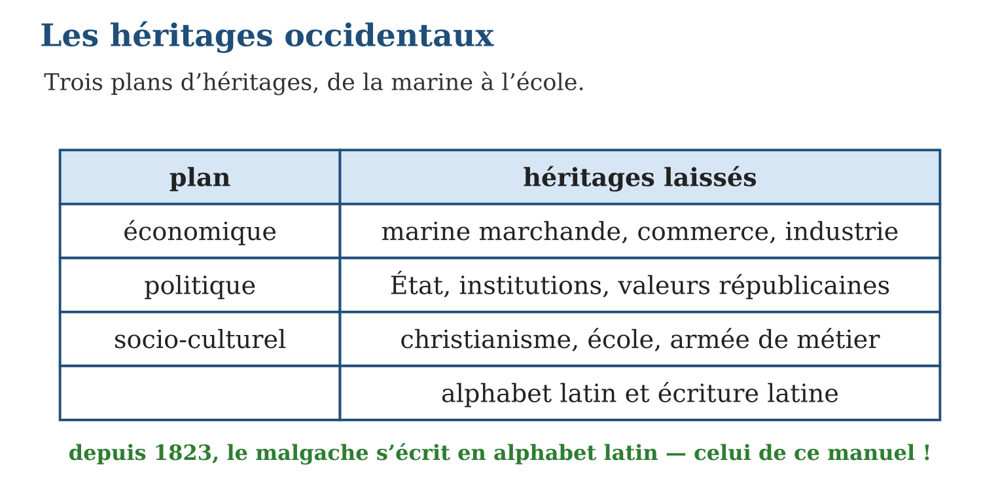 Les héritages occidentaux
Trois plans d’héritages, de la marine à l’école.
plan héritages laissés
économique marine marchande, commerce, industrie
politique État, institutions, valeurs républicaines
socio-culturel christianisme, école, armée de métier
alphabet latin et écriture latine
depuis 1823, le malgache s’écrit en alphabet latin — celui de ce manuel !